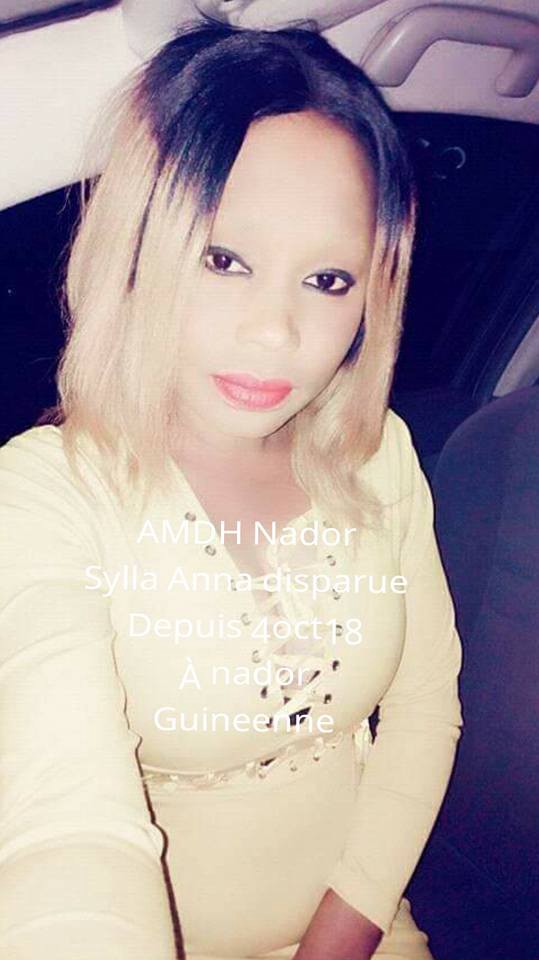 AMDH Nador
Sylla Anna disparue
Depuis 4oct18
À nador
Guineenne